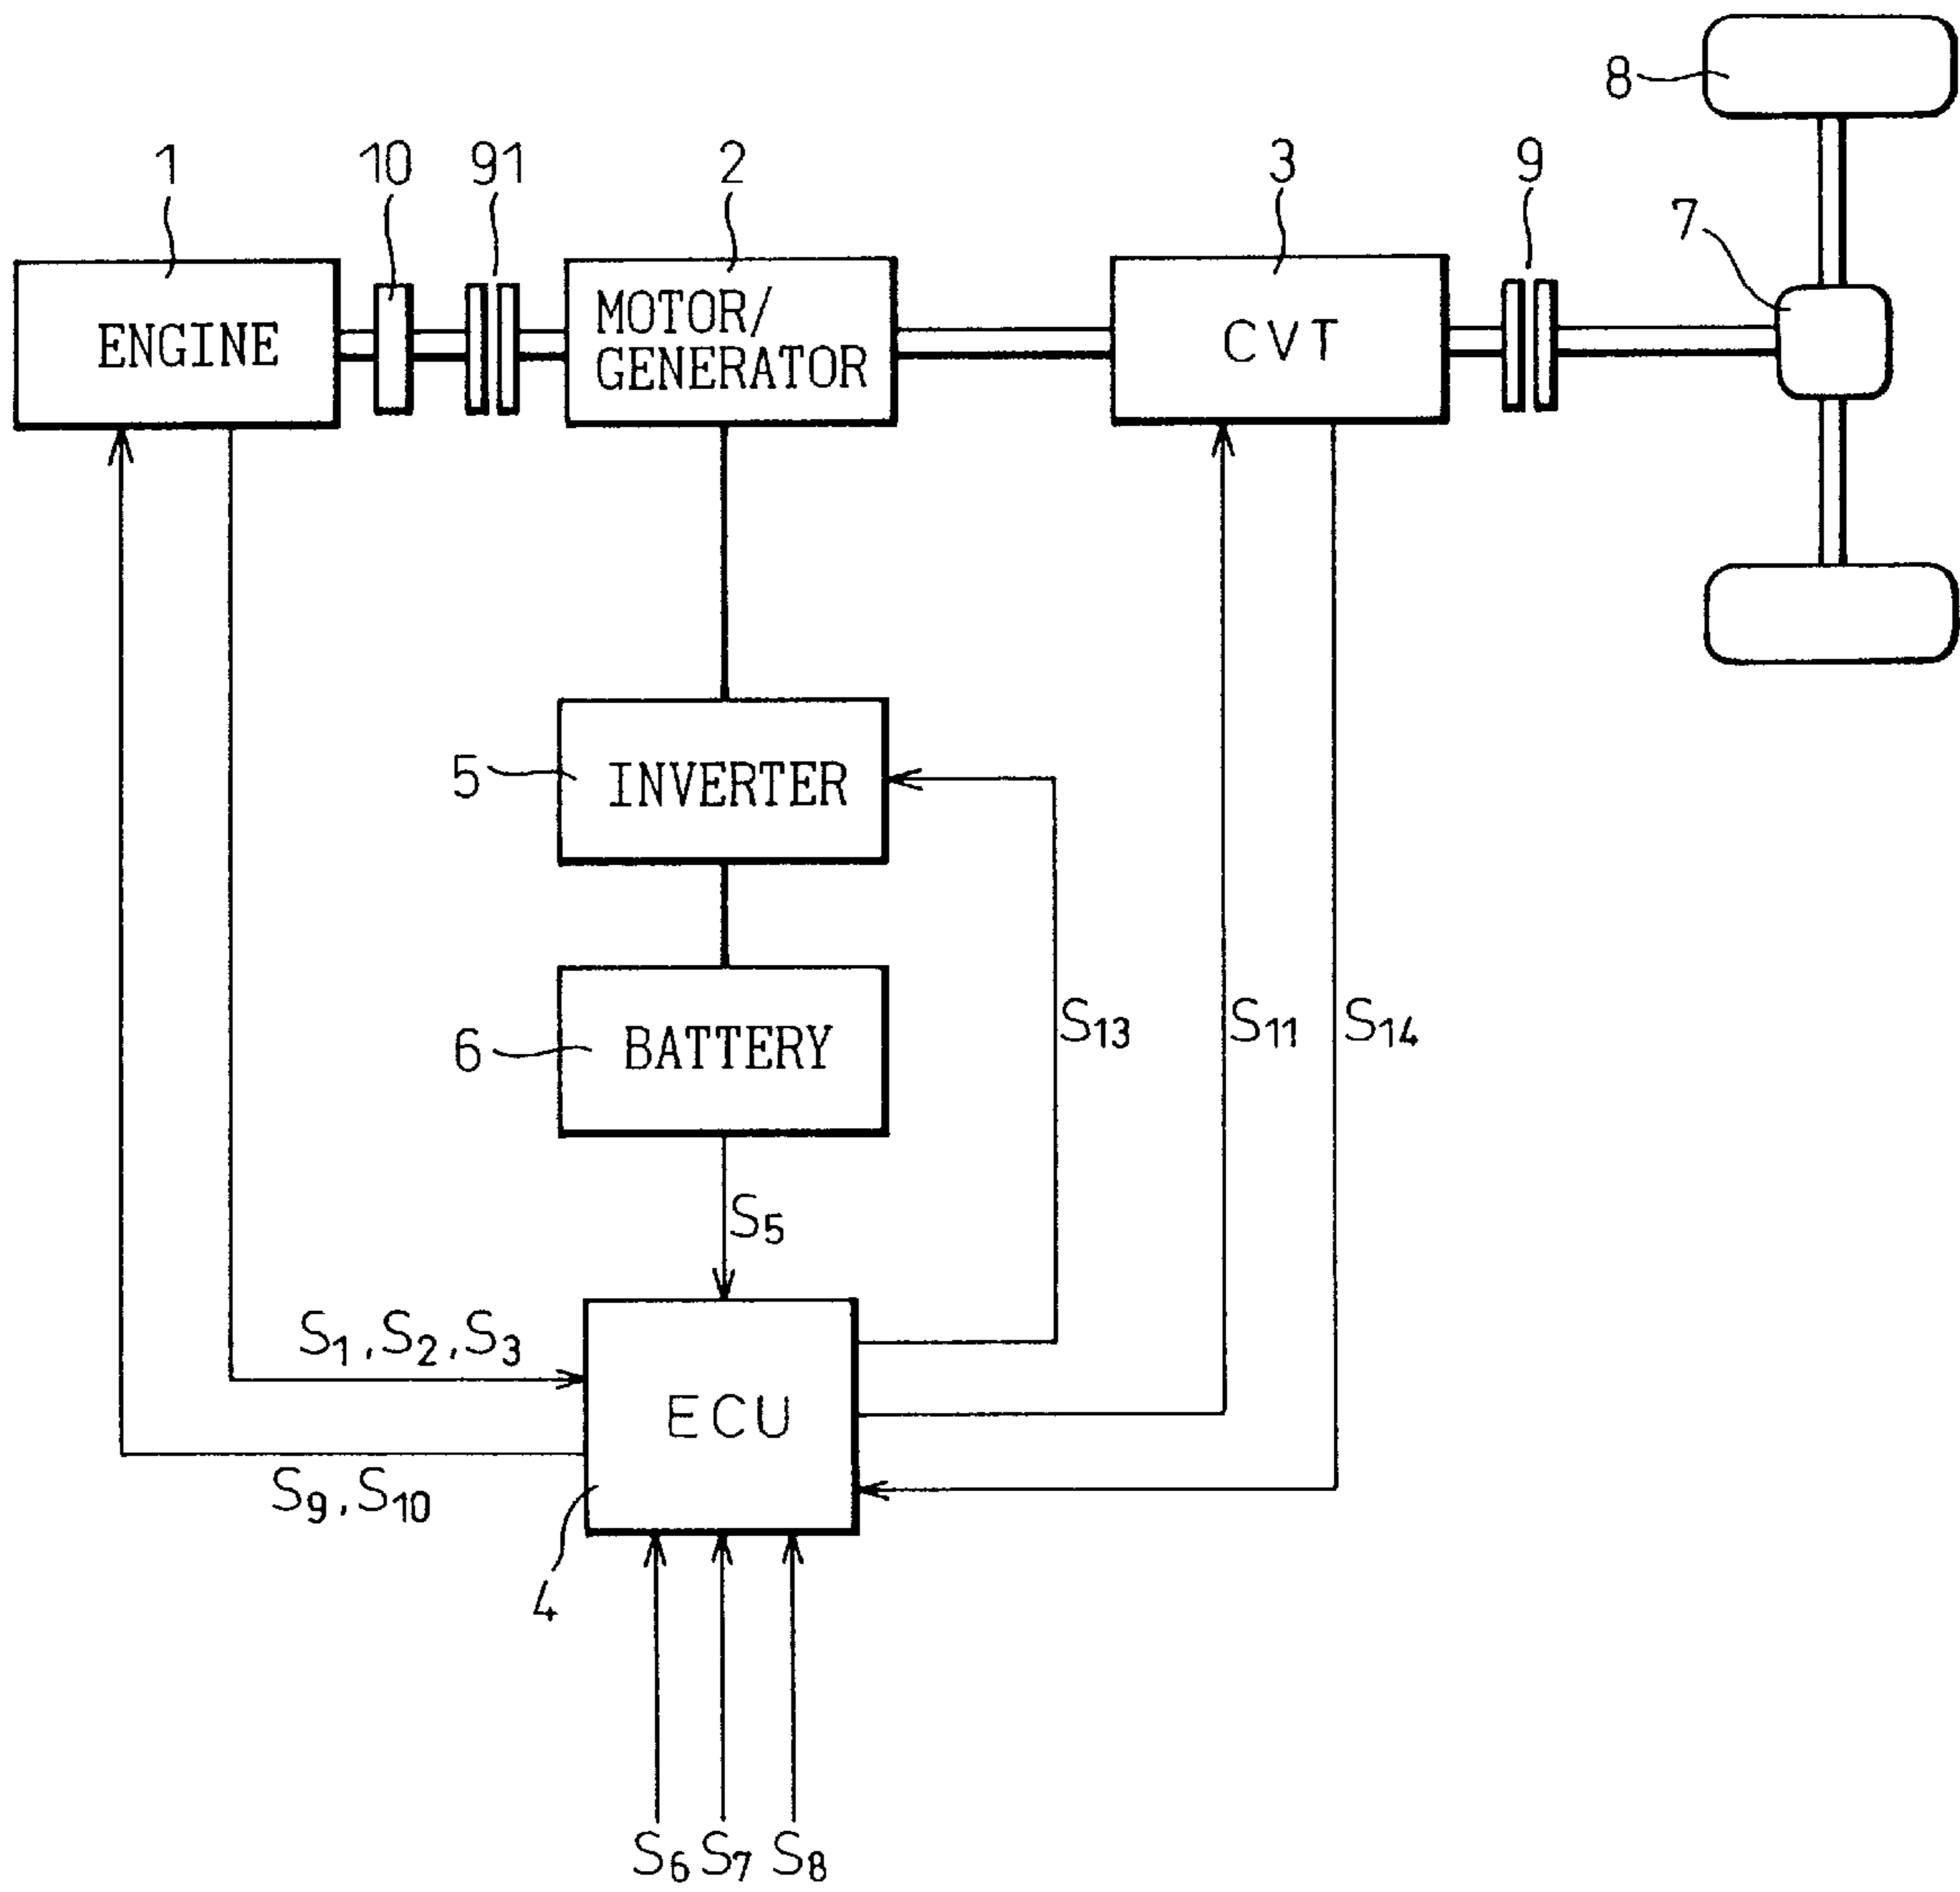 8
1 10 91 2 3 9
7
ENGINE
MOTOR/
GENERATOR
CVT
5
INVERTER
6
BATTERY
S13
S11
S14
S5
S1,S2,S3
ECU
S9,S10
4
S6 S7 S8